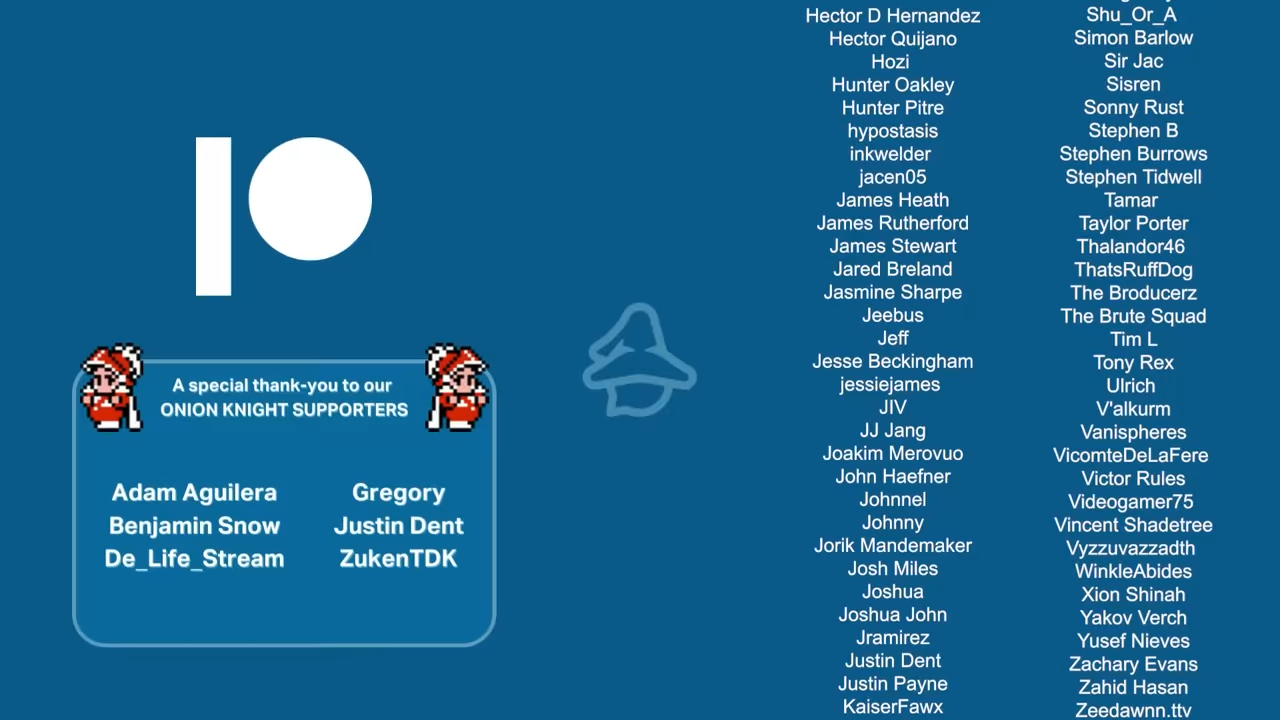 A special thank-you to our
ONION KNIGHT SUPPORTERS
Adam Aguilera
Benjamin Snow
De_Life_Stream
Gregory
Justin Dent
ZukenTDK
Hector D Hernandez
Hector Quijano
Hozi
Hunter Oakley
Hunter Pitre
hypostasis
inkwelder
jacen05
James Heath
James Rutherford
James Stewart
Jared Breland
Jasmine Sharpe
Jeebus
Jeff
Jesse Beckingham
jessiejames
JIV
JJ Jang
Joakim Merovuo
John Haefner
Johnnel
Johnny
Jorik Mandemaker
Josh Miles
Joshua
Joshua John
Jramirez
Justin Dent
Justin Payne
KaiserFawx
Shu_Or_A
Simon Barlow
Sir Jac
Sisren
Sonny Rust
Stephen B
Stephen Burrows
Stephen Tidwell
Tamar
Taylor Porter
Thalandor46
ThatsRuffDog
The Broducerz
The Brute Squad
Tim L
Tony Rex
Ulrich
V'alkurm
Vanispheres
VicomteDeLaFere
Victor Rules
Videogamer75
Vincent Shadetree
Vyzzuvazzadth
WinkleAbides
Xion Shinah
Yakov Verch
Yusef Nieves
Zachary Evans
Zahid Hasan
Zeedawnn.ttv